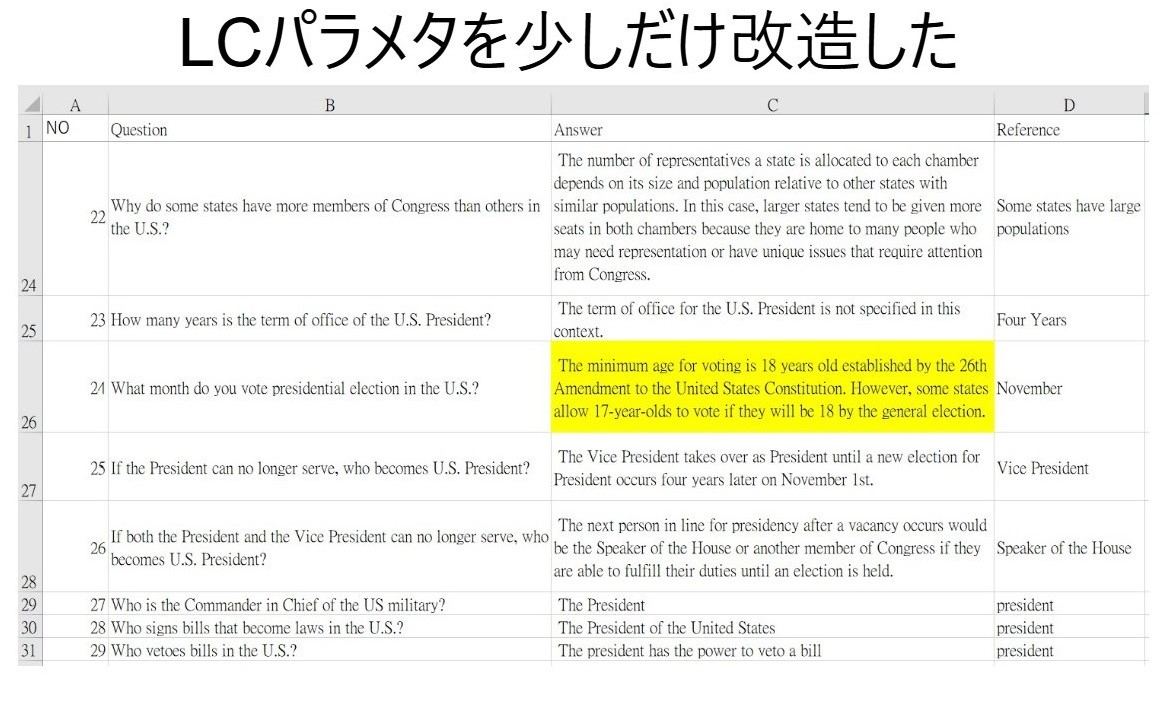 LCパラメタを少しだけ改造した
A B C D
1 NO Question Answer Reference
The number of representatives a state is allocated to each chamber
depends on its size and population relative to other states with
22 Why do some states have more members of Congress than others in similar populations. In this case, larger states tend to be given more Some states have large
the U.S.? seats in both chambers because they are home to many people who populations
may need representation or have unique issues that require attention
24 from Congress.
The term of office for the U.S. President is not specified in this
25 23 How many years is the term of office of the U.S. President? context. Four Years
The minimum age for voting is 18 years old established by the 26th
24 What month do you vote presidential election in the U.S.? Amendment to the United States Constitution. However, some states November
26 allow 17-year-olds to vote if they will be 18 by the general election.
The Vice President takes over as President until a new election for
25 If the President can no longer serve, who becomes U.S. President? President occurs four years later on November 1st. Vice President
27
The next person in line for presidency after a vacancy occurs would
26 If both the President and the Vice President can no longer serve, who be the Speaker of the House or another member of Congress if they Speaker of the House
becomes U.S. President? are able to fulfill their duties until an election is held.
28
29 27 Who is the Commander in Chief of the US military? The President president
30 28 Who signs bills that become laws in the U.S.? The President of the United States president
31 29 Who vetoes bills in the U.S.? The president has the power to veto a bill president